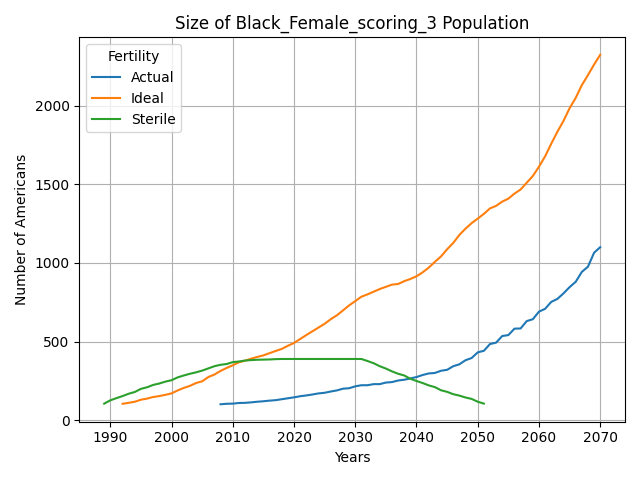 Size of Black_Female_scoring_3 Population
Fertility
Actual
Ideal
Sterile
Number of Americans
2000
1500
1000
500
0
1990 2000 2010 2020 2030 2040 2050 2060 2070
Years